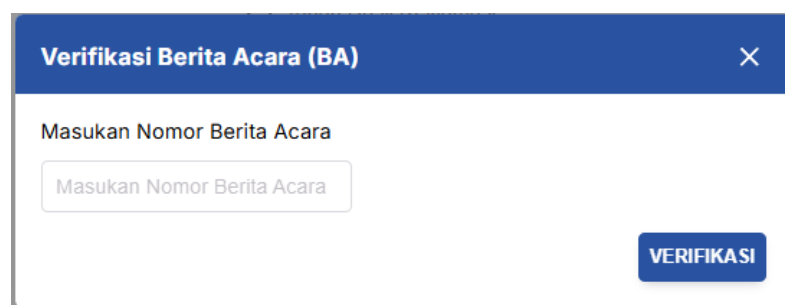 Verifikasi Berita Acara (BA)
Masukan Nomor Berita Acara
Masukan Nomor Berita Acara
VERIFIKASI